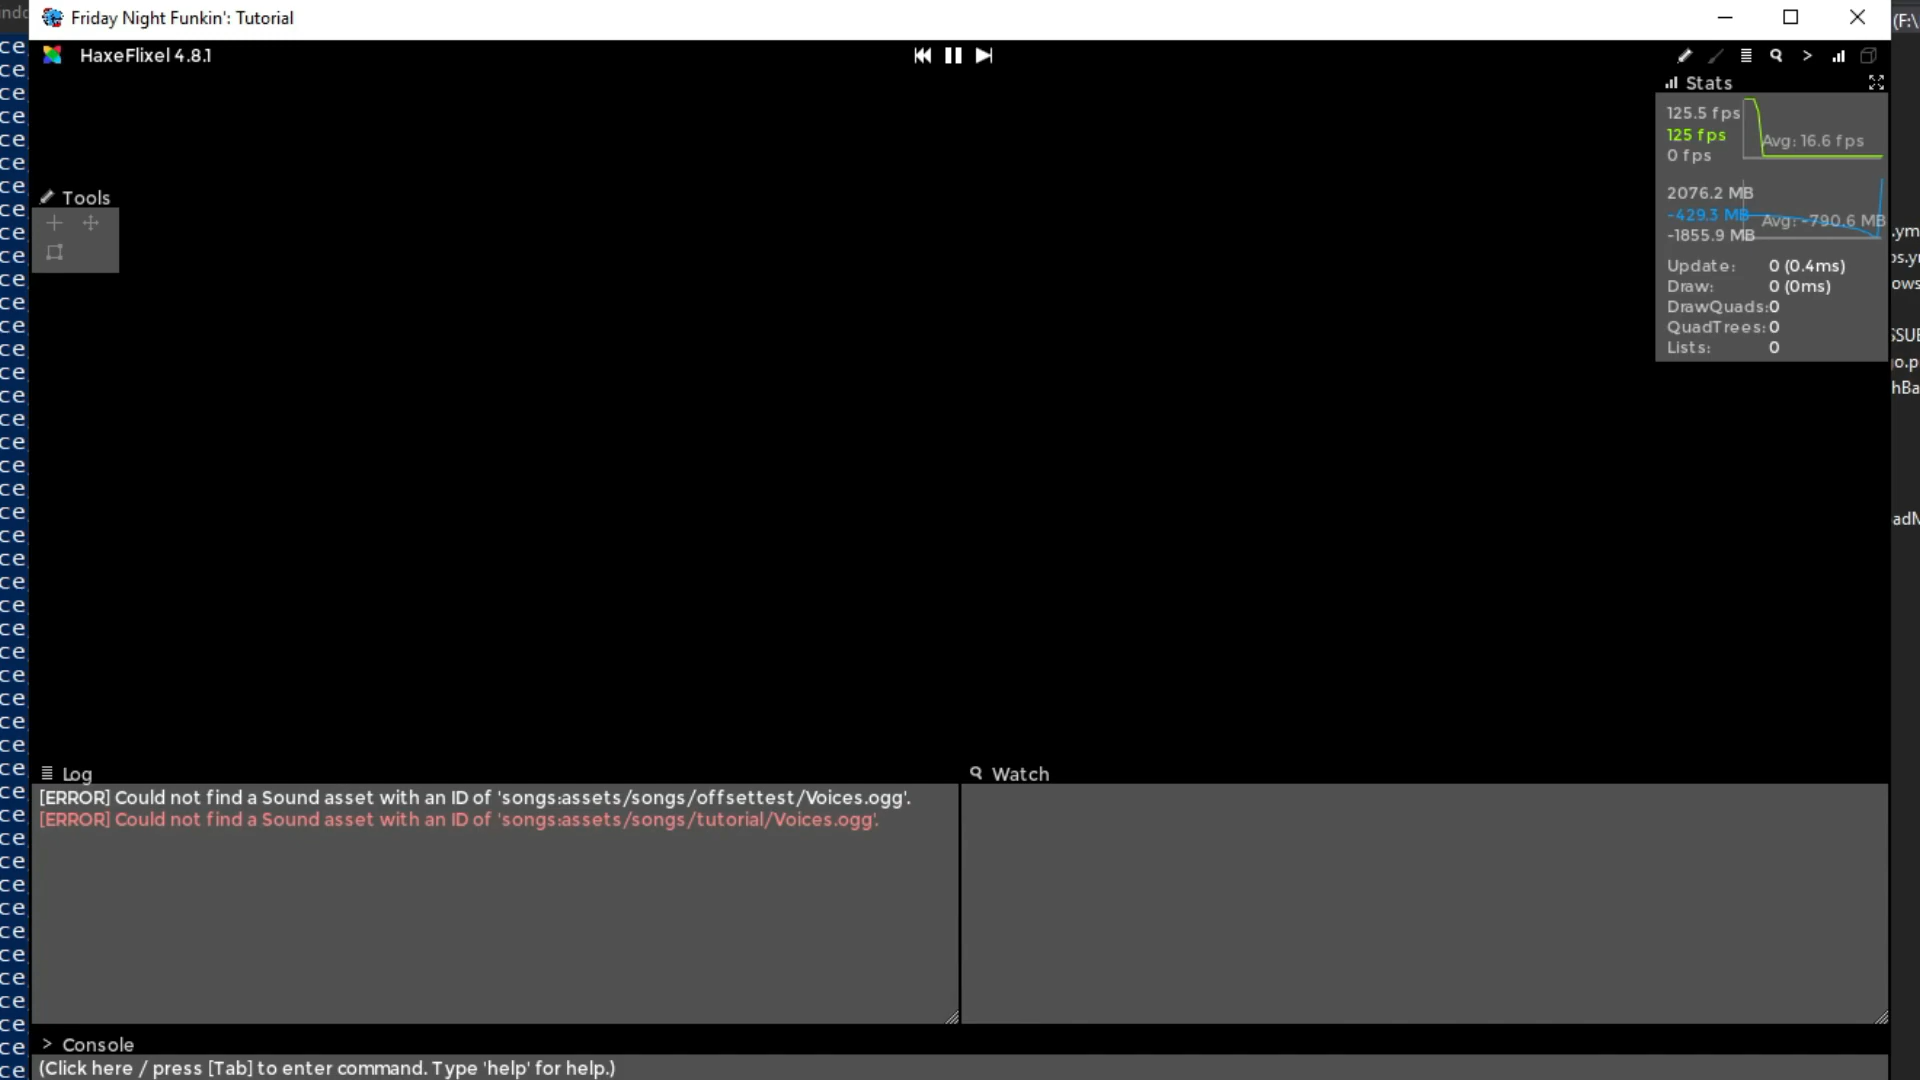 Friday Night Funkin': Tutorial
HaxeFlixel 4.8.1
Stats
125.5 fps
125 fps
Avg: 16.6 fps
0 fps
Tools
2076.2 MB
-429.3 MB
Avg: -790.6 MB
-1855.9 MB
Update: 0 (0.4ms)
Draw: 0 (0ms)
DrawQuads:0
QuadTrees:0
Lists: 0
Log
[ERROR] Could not find a Sound asset with an ID of 'songs:assets/songs/offsettest/Voices.ogg'.
[ERROR] Could not find a Sound asset with an ID of 'songs:assets/songs/tutorial/Voices.ogg'.
Watch
> Console
(Click here / press [Tab] to enter command. Type 'help' for help.)